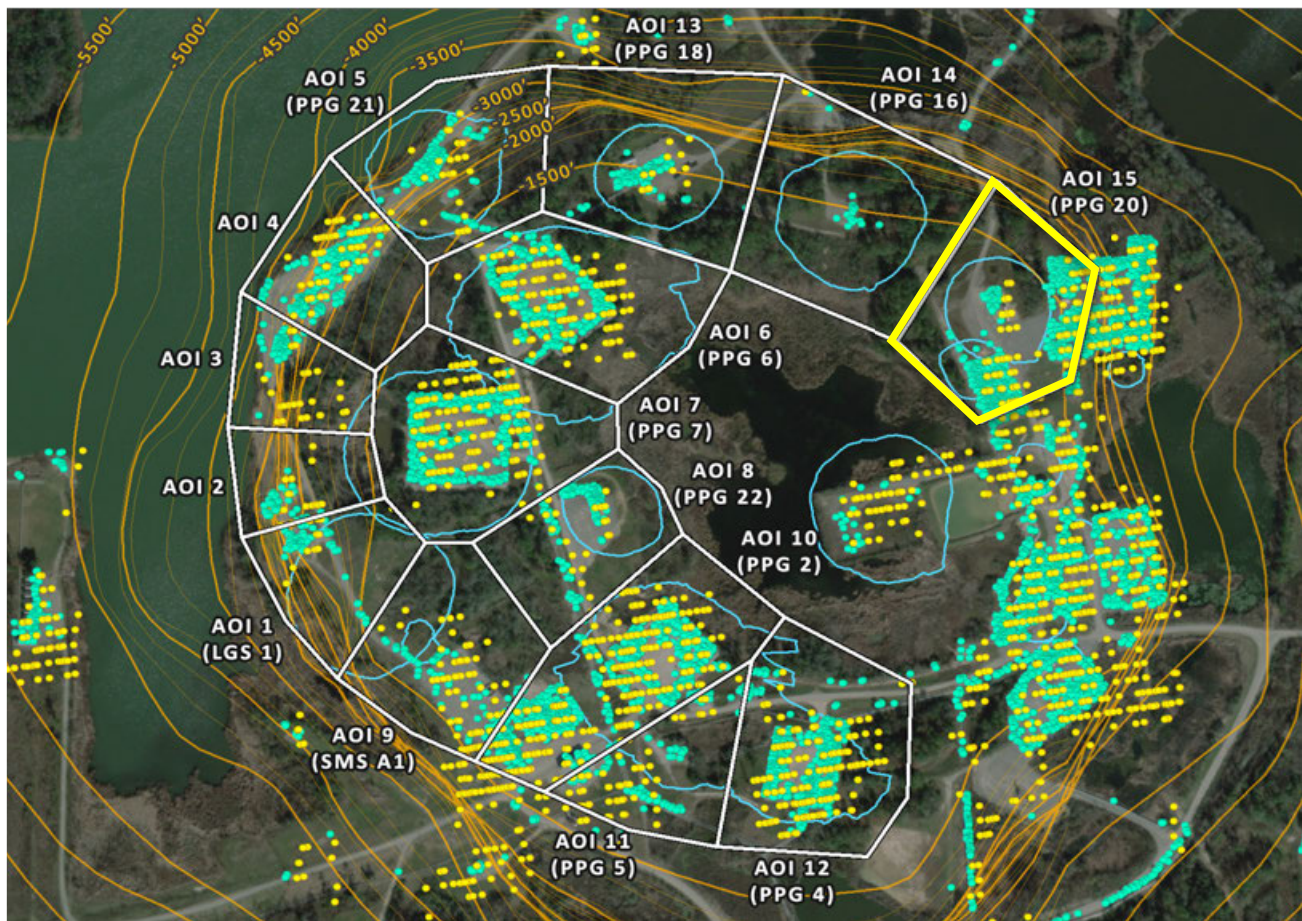 -5500'
-5000'
-4500'
-4000'
-3500'
-3000'
-2500'
-2000'
-1500'
AOI 13
(PPG 18)
AOI 5
(PPG 21)
AOI 14
(PPG 16)
AOI 15
(PPG 20)
AOI 4
AOI 3
AOI 6
(PPG 6)
AOI 7
(PPG 7)
AOI 2
AOI 8
(PPG 22)
AOI 10
(PPG 2)
AOI 1
(LGS 1)
AOI 9
(SMS A1)
AOI 11
(PPG 5)
AOI 12
(PPG 4)